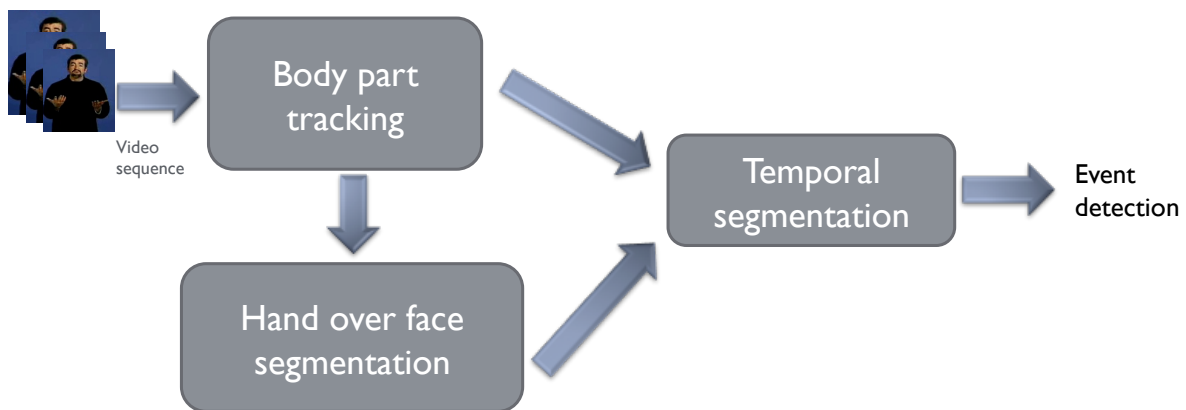 Body part
tracking
Video
sequence
Temporal
segmentation
Event
detection
Hand over face
segmentation